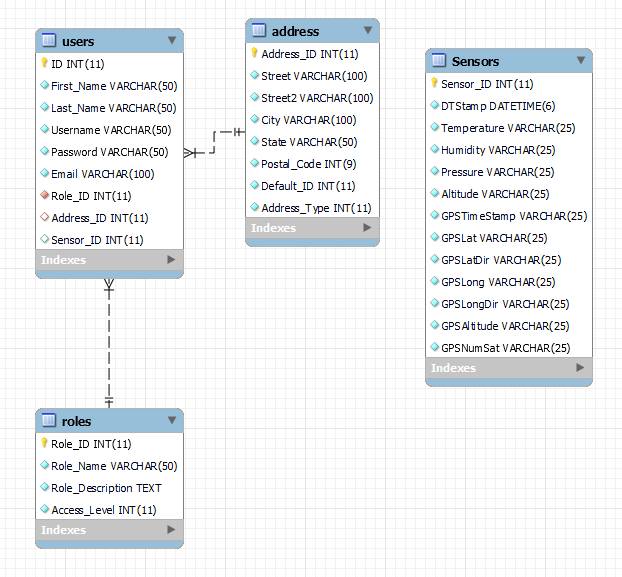 users
ID INT(11)
First_Name VARCHAR(50)
Last_Name VARCHAR(50)
Username VARCHAR(50)
Password VARCHAR(50)
Email VARCHAR(100)
Role_ID INT(11)
Address_ID INT(11)
Sensor_ID INT(11)
Indexes
address
Address_ID INT(11)
Street VARCHAR(100)
Street2 VARCHAR(100)
City VARCHAR(100)
State VARCHAR(50)
Postal_Code INT(9)
Default_ID INT(11)
Address_Type INT(11)
Indexes
Sensors
Sensor_ID INT(11)
DTStamp DATETIME(6)
Temperature VARCHAR(25)
Humidity VARCHAR(25)
Pressure VARCHAR(25)
Altitude VARCHAR(25)
GPSTimeStamp VARCHAR(25)
GPSLat VARCHAR(25)
GPSLatDir VARCHAR(25)
GPSLong VARCHAR(25)
GPSLongDir VARCHAR(25)
GPSAltitude VARCHAR(25)
GPSNumSat VARCHAR(25)
Indexes
roles
Role_ID INT(11)
Role_Name VARCHAR(50)
Role_Description TEXT
Access_Level INT(11)
Indexes